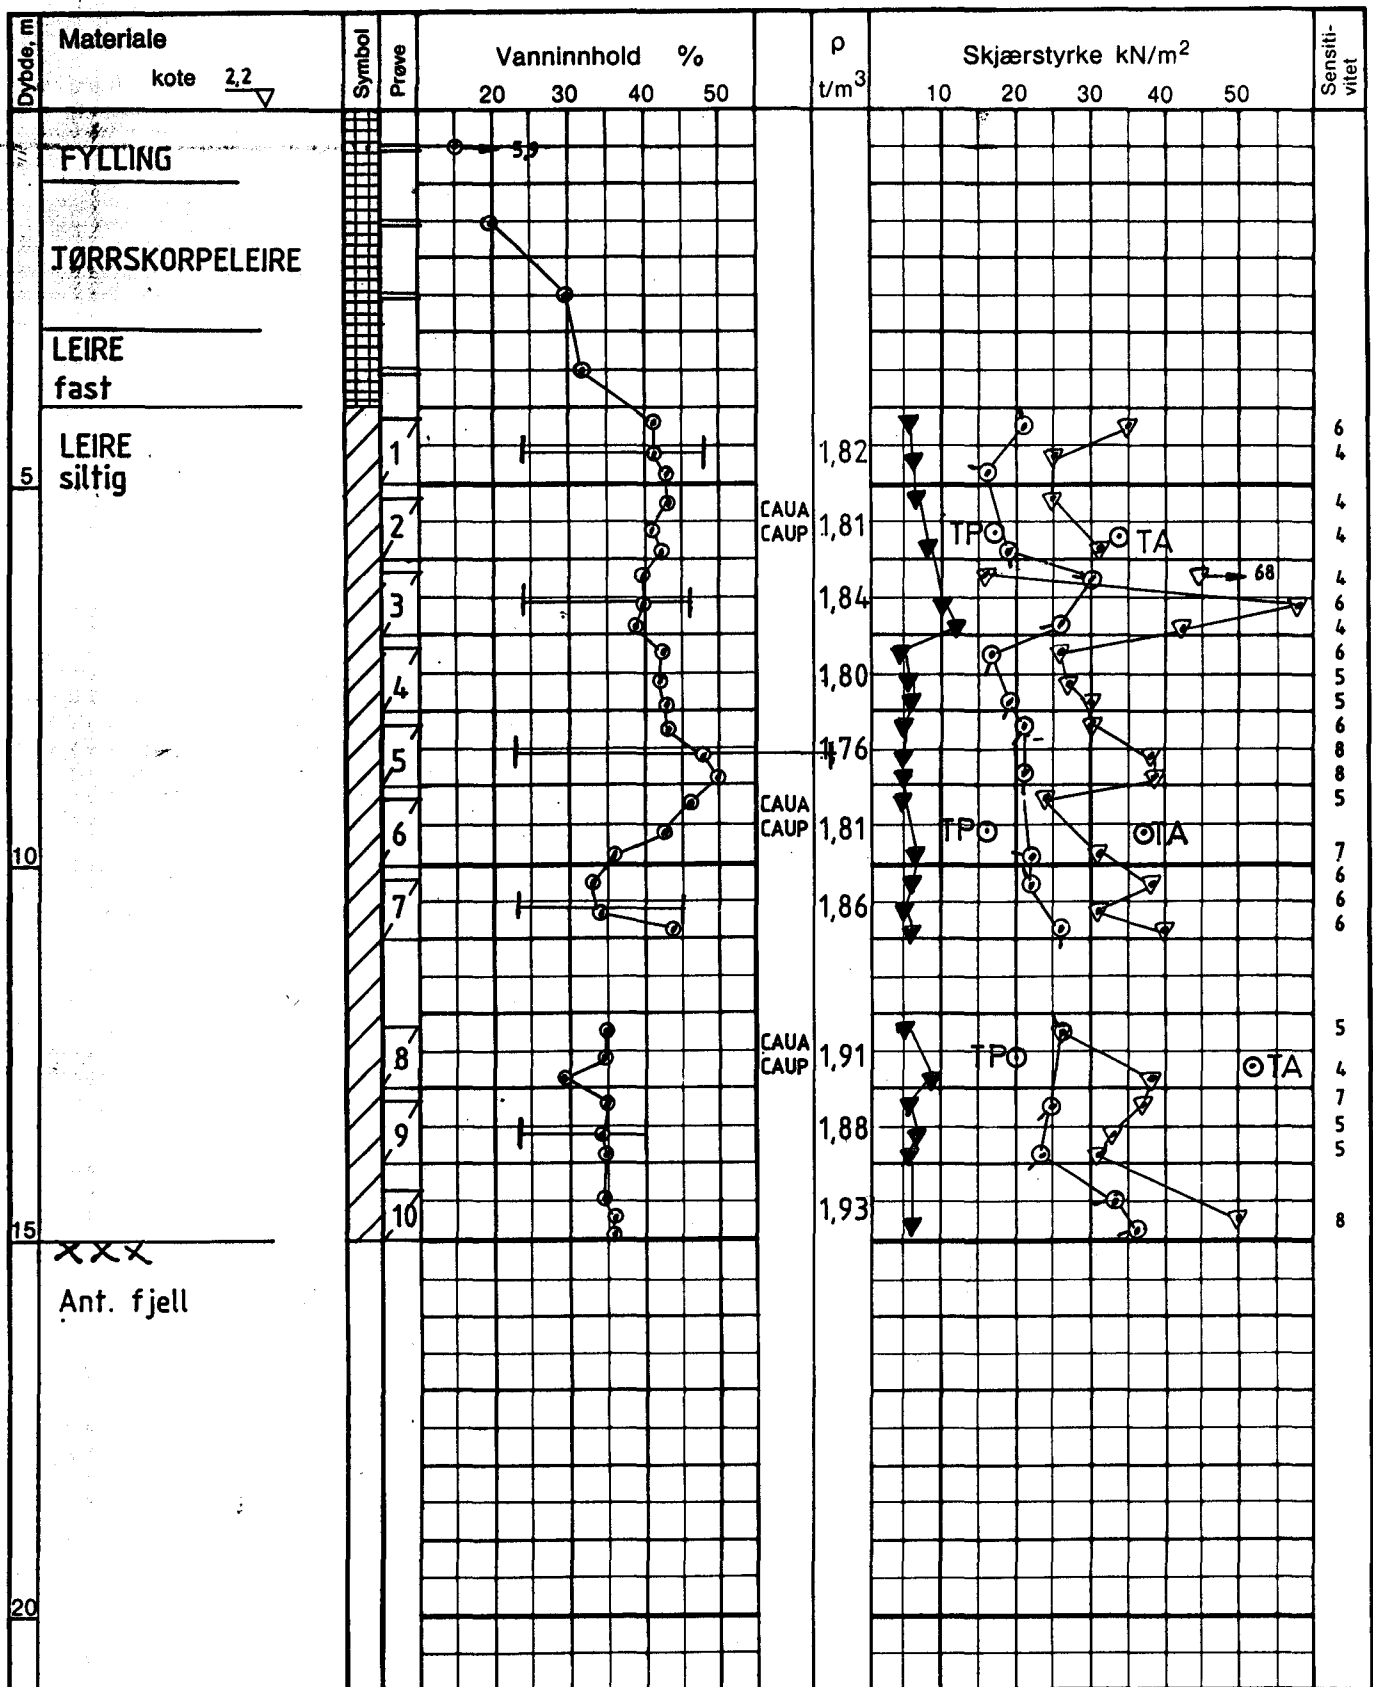 Dybde, m
Materiale
kote 2,2
Symbol
Prøve
Vanninnhold %
20 30 40 50
ρ
t/m³
Skjærstyrke kN/m²
10 20 30 40 50
Sensiti-
vitet
FYLLING
5,9
TØRRSKORPELEIRE
LEIRE
fast
LEIRE
siltig
5
1
1,82
6
4
2
CAUA
CAUP
1,81
TP
TA
4
4
3
1,84
68
4
6
4
4
1,80
6
5
5
5
1,76
6
8
8
6
CAUA
CAUP
1,81
TP
TA
5
7
10
7
1,86
6
6
6
8
CAUA
CAUP
1,91
TP
TA
5
4
9
1,88
7
5
5
10
1,93
8
15
XXX
Ant. fjell
20